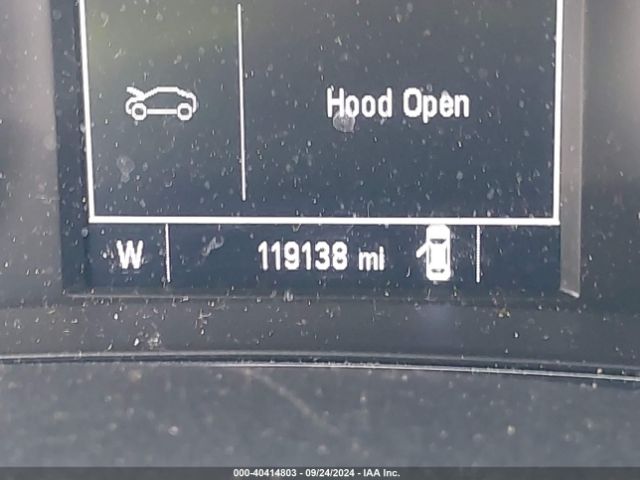 Hood Open
W 119138 mi
000-40414803 - 09/24/2024 - IAA Inc.